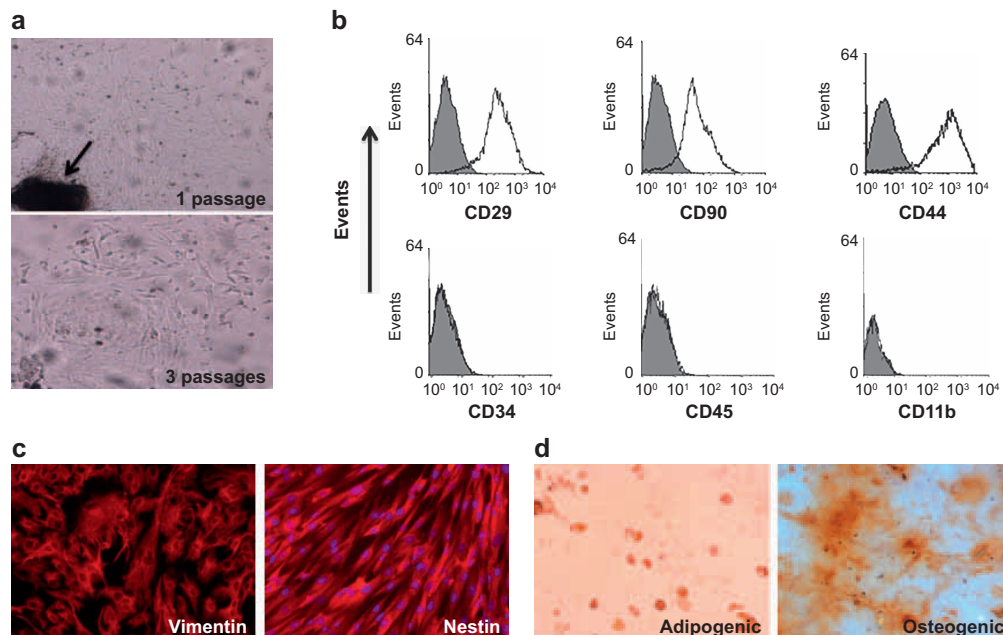 a
1 passage
3 passages
b
Events
64
Events
0
10⁰ 10¹ 10² 10³ 10⁴
CD29
64
Events
0
10⁰ 10¹ 10² 10³ 10⁴
CD90
64
Events
0
10⁰ 10¹ 10² 10³ 10⁴
CD44
64
Events
0
10⁰ 10¹ 10² 10³ 10⁴
CD34
64
Events
0
10⁰ 10¹ 10² 10³ 10⁴
CD45
64
Events
0
10⁰ 10¹ 10² 10³ 10⁴
CD11b
c
Vimentin
Nestin
d
Adipogenic
Osteogenic